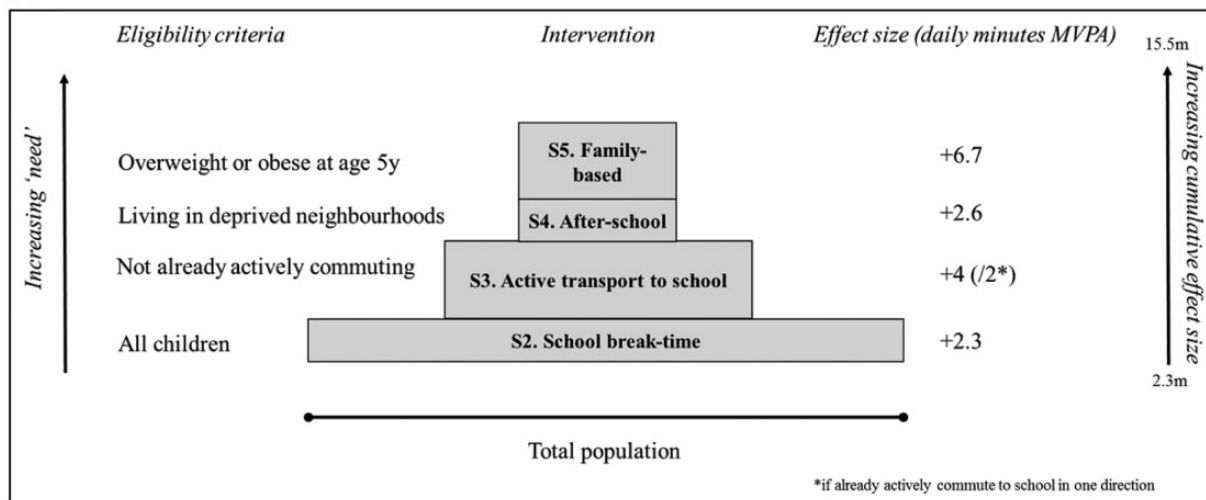 Eligibility criteria Intervention Effect size (daily minutes MVPA)
15.5m
Increasing 'need'
Increasing cumulative effect size
Overweight or obese at age 5y
S5. Family-
based
+6.7
Living in deprived neighbourhoods
S4. After-school
+2.6
Not already actively commuting
S3. Active transport to school
+4 (/2*)
All children
S2. School break-time
+2.3
2.3m
Total population
*if already actively commute to school in one direction